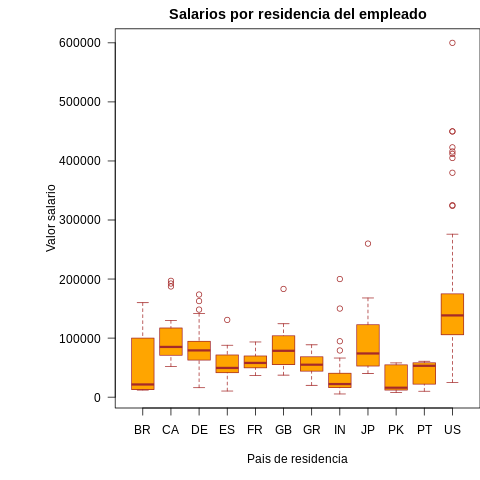 Salarios por residencia del empleado
600000
500000
400000
300000
200000
100000
0
Valor salario
BR CA DE ES FR GB GR IN JP PK PT US
Pais de residencia